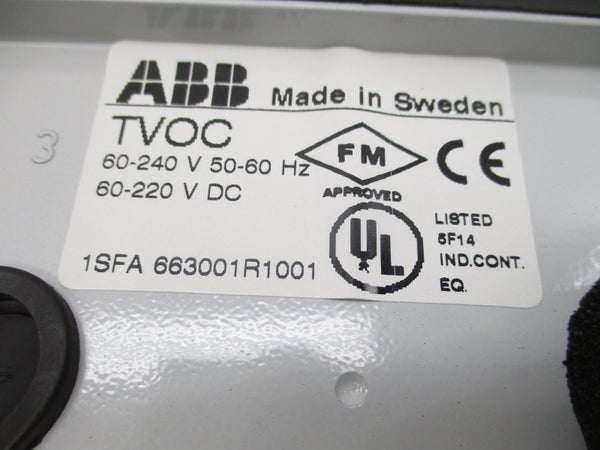 ABB Made in Sweden
TVOC
60-240 V 50-60 Hz
60-220 V DC
1SFA 663001R1001
FM
APPROVED
CE
UL
R
LISTED
5F14
IND.CONT.
EQ.
3